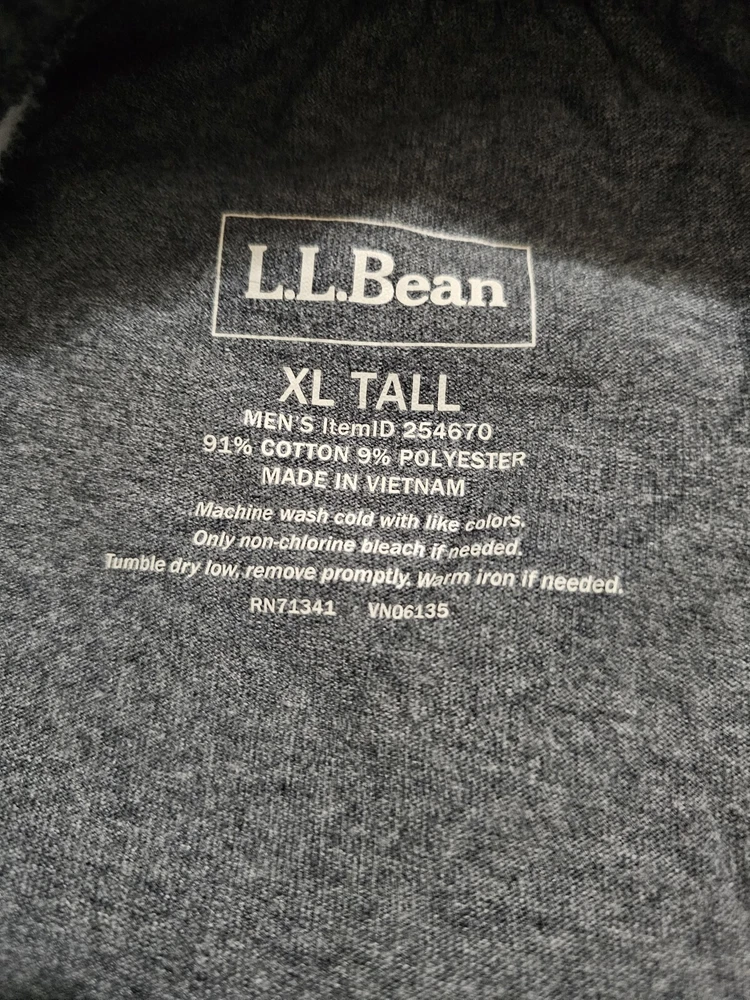 L.L.Bean
XL TALL
MEN'S ItemID 254670
91% COTTON 9% POLYESTER
MADE IN VIETNAM
Machine wash cold with like colors.
Only non-chlorine bleach if needed.
Tumble dry low, remove promptly. Warm iron if needed.
RN71341 VN06135